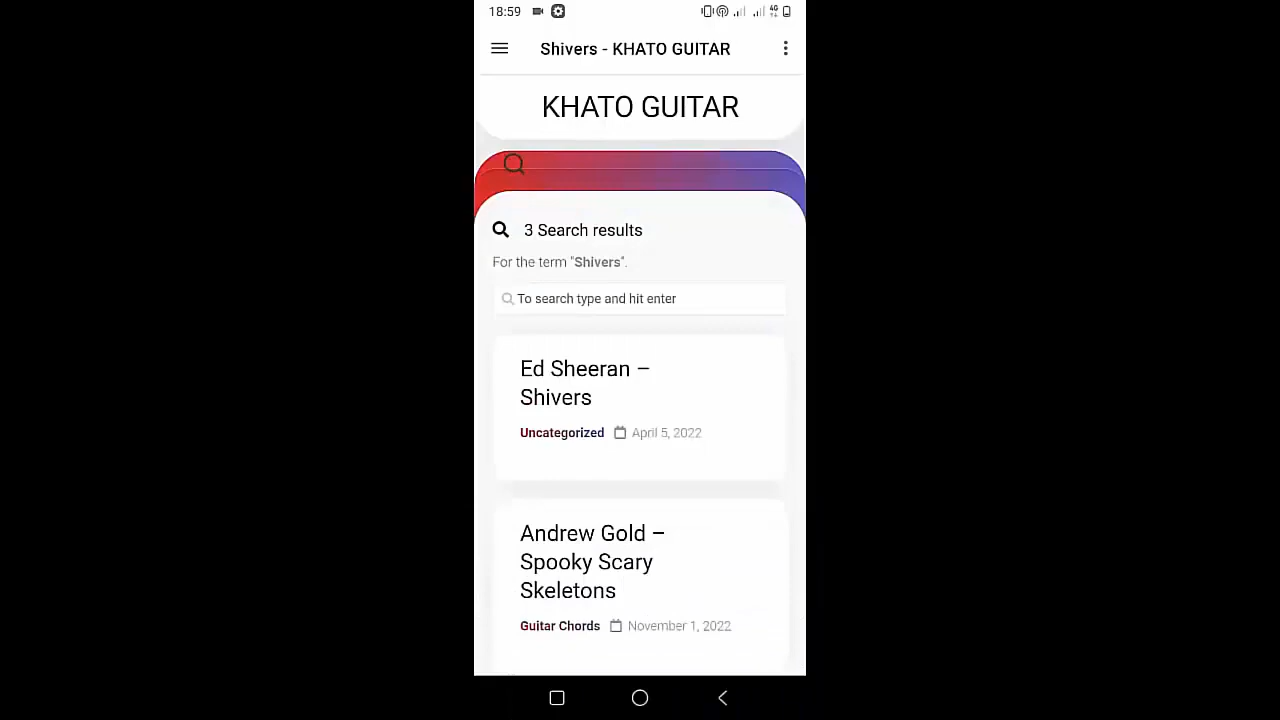 18:59 4G
Shivers - KHATO GUITAR
KHATO GUITAR
3 Search results
For the term "Shivers".
To search type and hit enter
Ed Sheeran –
Shivers
Uncategorized April 5, 2022
Andrew Gold –
Spooky Scary
Skeletons
Guitar Chords November 1, 2022